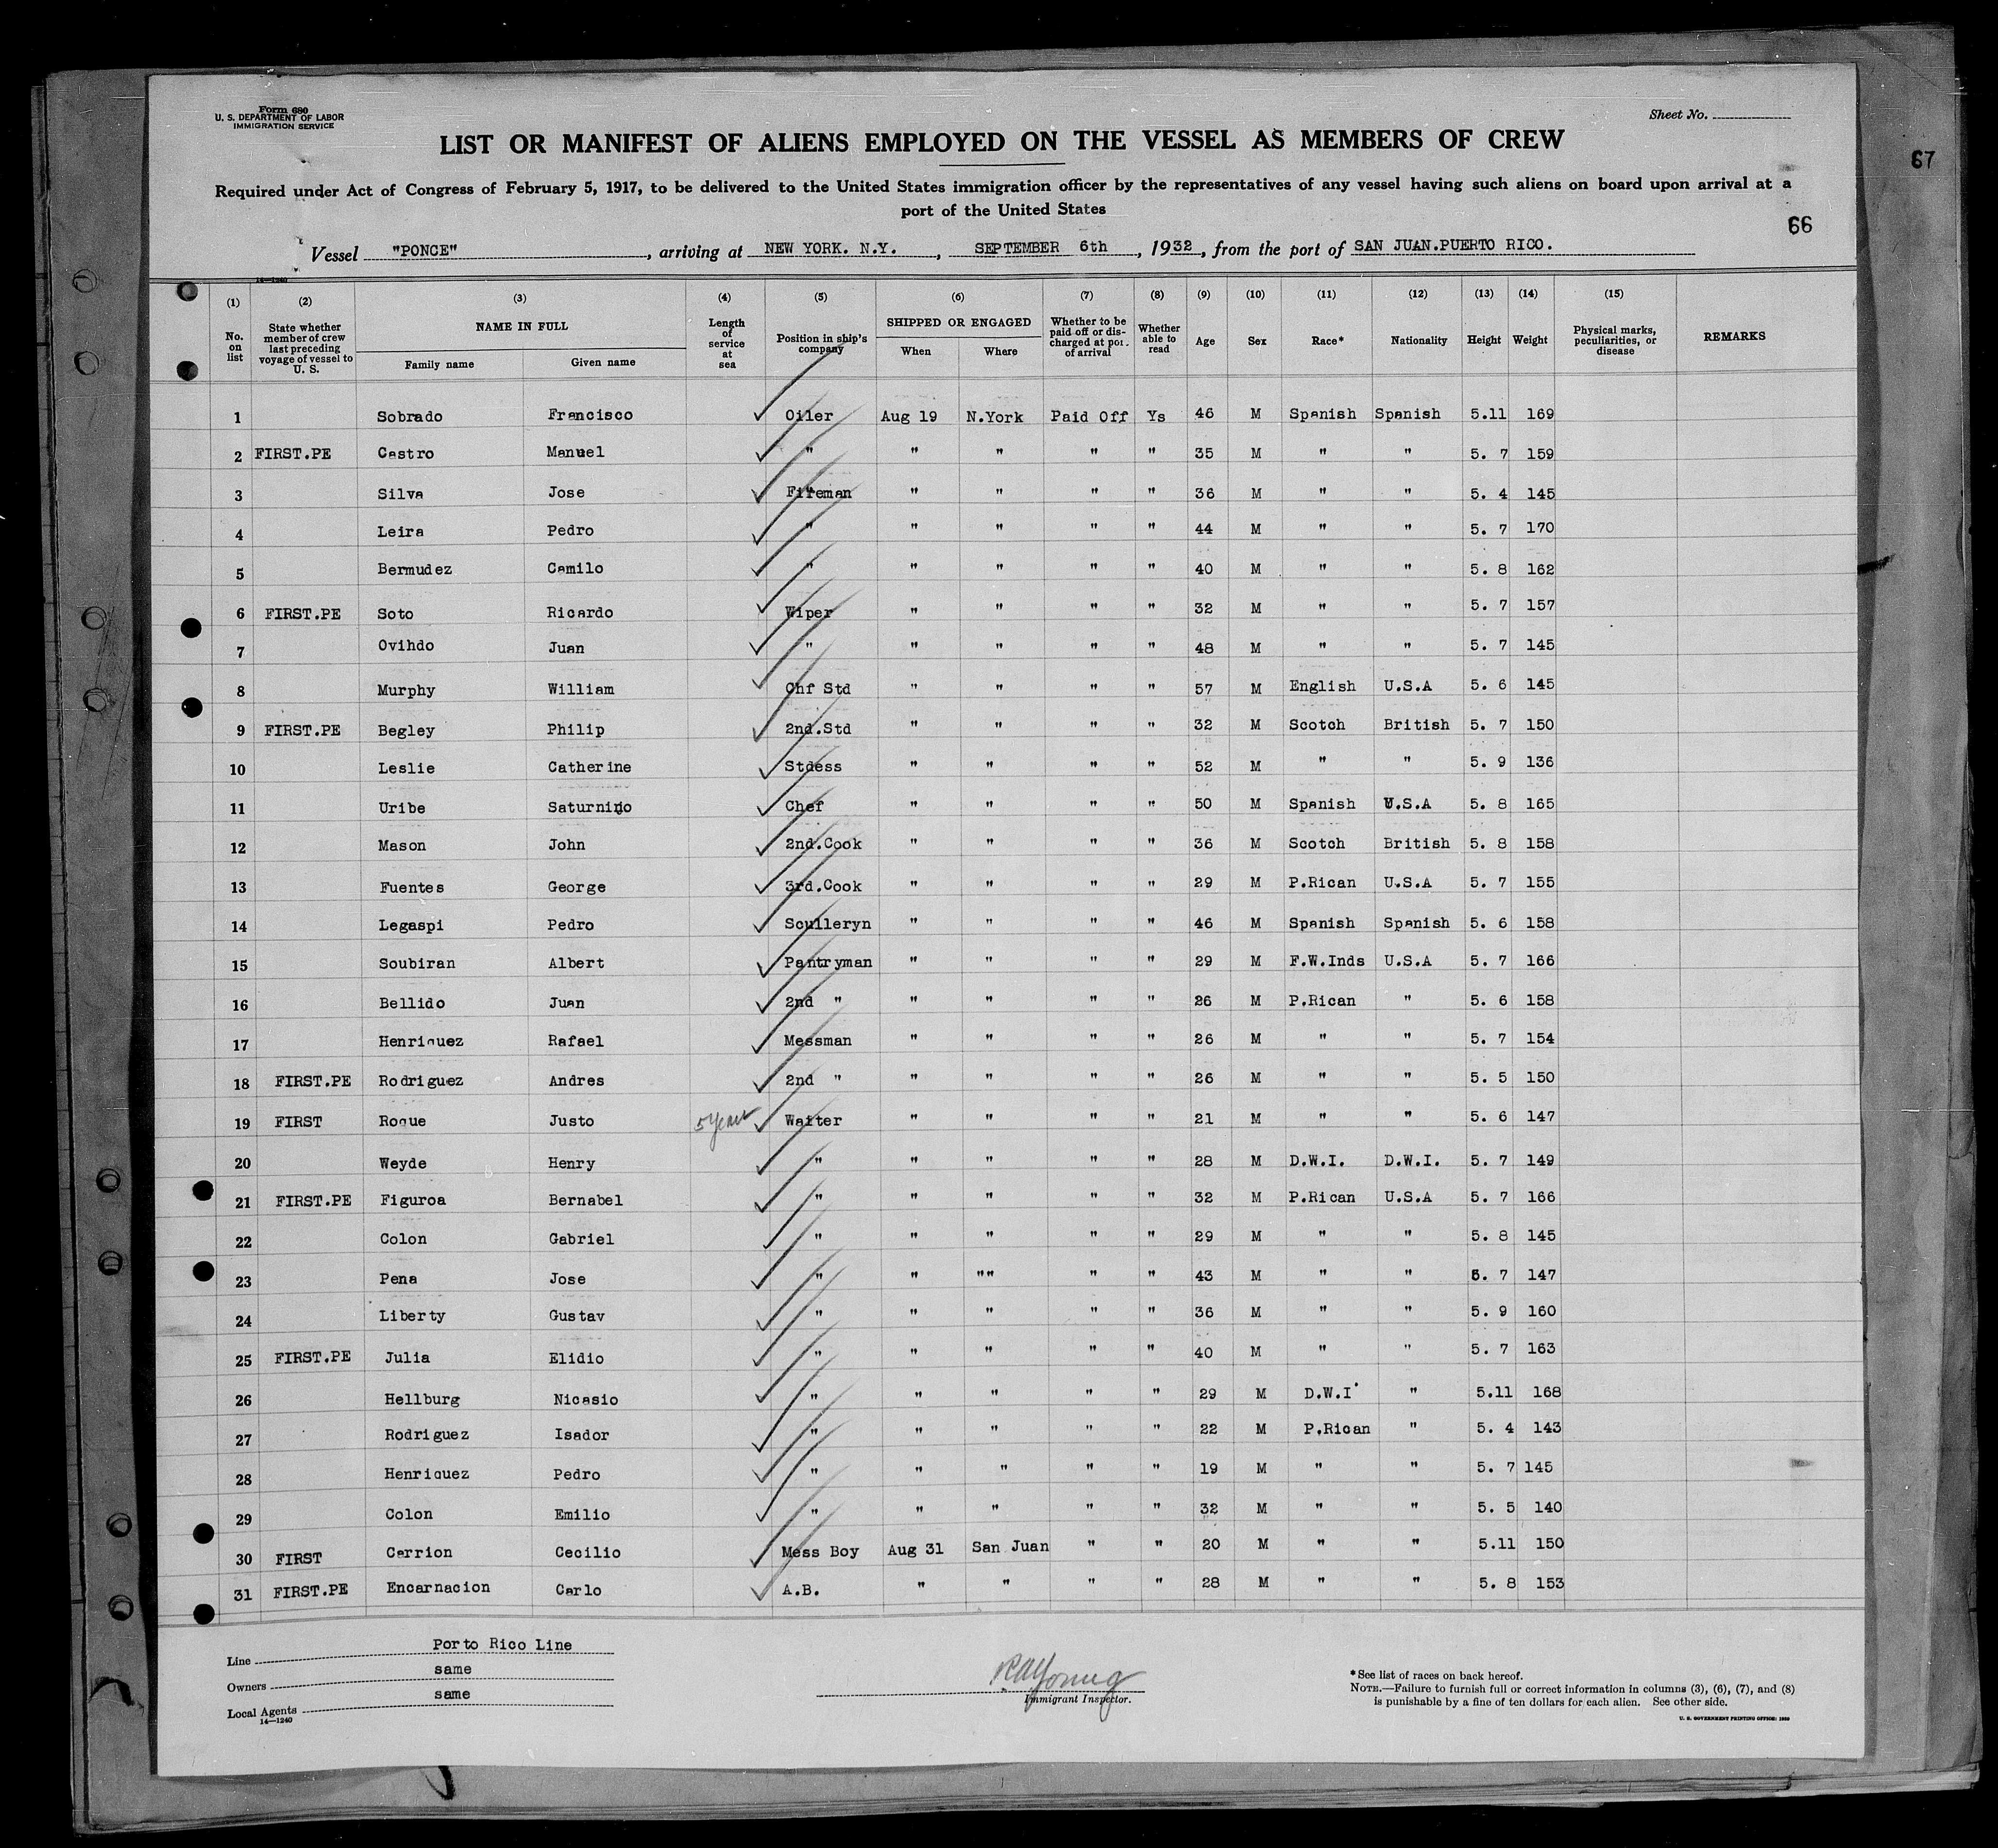 Form 680
U. S. DEPARTMENT OF LABOR
IMMIGRATION SERVICE
Sheet No.
LIST OR MANIFEST OF ALIENS EMPLOYED ON THE VESSEL AS MEMBERS OF CREW
67
Required under Act of Congress of February 5, 1917, to be delivered to the United States immigration officer by the representatives of any vessel having such aliens on board upon arrival at a
port of the United States
66
Vessel "PONCE", arriving at NEW YORK. N.Y., SEPTEMBER 6th, 1932, from the port of SAN JUAN.PUERTO RICO.
14—1240
(1) (2) (3) (4) (5) (6) (7) (8) (9) (10) (11) (12) (13) (14) (15)
No. on list State whether member of crew last preceding voyage of vessel to U. S. NAME IN FULL Family name Given name Length of service at sea Position in ship's company SHIPPED OR ENGAGED When Where Whether to be paid off or discharged at port of arrival Whether able to read Age Sex Race* Nationality Height Weight Physical marks, peculiarities, or disease REMARKS
1 Sobrado Francisco Oiler Aug 19 N.York Paid Off Ys 46 M Spanish Spanish 5.11 169
2 FIRST.PE Castro Manuel " " " " " 35 M " " 5. 7 159
3 Silva Jose Fireman " " " " 36 M " " 5. 4 145
4 Leira Pedro " " " " " 44 M " " 5. 7 170
5 Bermudez Camilo " " " " " 40 M " " 5. 8 162
6 FIRST.PE Soto Ricardo Wiper " " " " 32 M " " 5. 7 157
7 Ovihdo Juan " " " " " 48 M " " 5. 7 145
8 Murphy William Chf Std " " " " 57 M English U.S.A 5. 6 145
9 FIRST.PE Begley Philip 2nd.Std " " " " 32 M Scotch British 5. 7 150
10 Leslie Catherine Stdess " " " " 52 M " " 5. 9 136
11 Uribe Saturnino Chef " " " " 50 M Spanish U.S.A 5. 8 165
12 Mason John 2nd.Cook " " " " 36 M Scotch British 5. 8 158
13 Fuentes George 3rd.Cook " " " " 29 M P.Rican U.S.A 5. 7 155
14 Legaspi Pedro Sculleryn " " " " 46 M Spanish Spanish 5. 6 158
15 Soubiran Albert Pantryman " " " " 29 M F.W.Inds U.S.A 5. 7 166
16 Bellido Juan 2nd " " " " " 26 M P.Rican " 5. 6 158
17 Henriquez Rafael Messman " " " " 26 M " " 5. 7 154
18 FIRST.PE Rodriguez Andres 2nd " " " " " 26 M " " 5. 5 150
19 FIRST Roque Justo 5 years Waiter " " " " 21 M " " 5. 6 147
20 Weyde Henry " " " " " 28 M D.W.I. D.W.I. 5. 7 149
21 FIRST.PE Figuroa Bernabel " " " " " 32 M P.Rican U.S.A 5. 7 166
22 Colon Gabriel " " " " " 29 M " " 5. 8 145
23 Pena Jose " " "" " " 43 M " " 5. 7 147
24 Liberty Gustav " " " " " 36 M " " 5. 9 160
25 FIRST.PE Julia Elidio " " " " " 40 M " " 5. 7 163
26 Hellburg Nicasio " " " " " 29 M D.W.I " 5.11 168
27 Rodriguez Isador " " " " " 22 M P.Rican " 5. 4 143
28 Henriquez Pedro " " " " " 19 M " " 5. 7 145
29 Colon Emilio " " " " " 32 M " " 5. 5 140
30 FIRST Carrion Cecilio Mess Boy Aug 31 San Juan " " 20 M " " 5.11 150
31 FIRST.PE Encarnacion Carlo A.B. " " " " 28 M " " 5. 8 153
Line Porto Rico Line
Owners same
Local Agents same
14—1240
R A Young
Immigrant Inspector.
* See list of races on back hereof.
NOTE.—Failure to furnish full or correct information in columns (3), (6), (7), and (8)
is punishable by a fine of ten dollars for each alien. See other side.